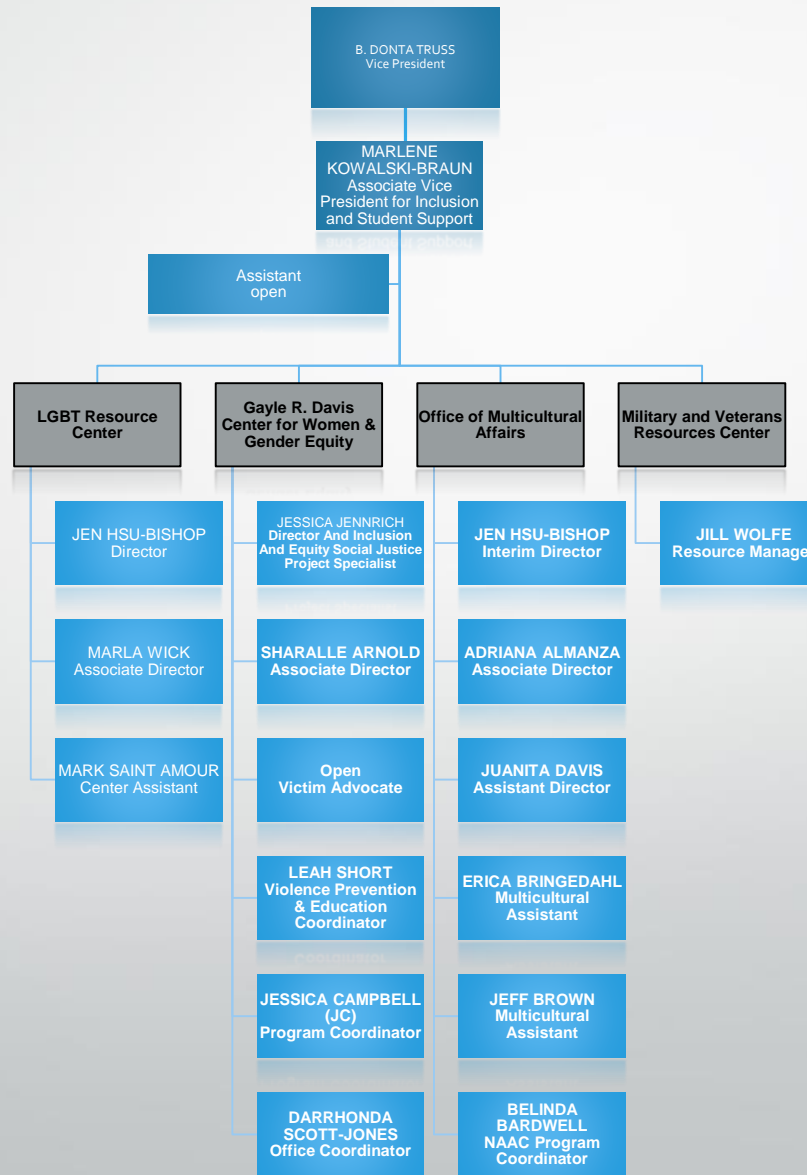 B. DONTA TRUSS
Vice President
MARLENE
KOWALSKI-BRAUN
Associate Vice
President for Inclusion
and Student Support
Assistant
open
LGBT Resource
Center
JEN HSU-BISHOP
Director
MARLA WICK
Associate Director
MARK SAINT AMOUR
Center Assistant
Gayle R. Davis
Center for Women &
Gender Equity
JESSICA JENNRICH
Director And Inclusion
And Equity Social Justice
Project Specialist
SHARALLE ARNOLD
Associate Director
Open
Victim Advocate
LEAH SHORT
Violence Prevention
& Education
Coordinator
JESSICA CAMPBELL
(JC)
Program Coordinator
DARRHONDA
SCOTT-JONES
Office Coordinator
Office of Multicultural
Affairs
JEN HSU-BISHOP
Interim Director
ADRIANA ALMANZA
Associate Director
JUANITA DAVIS
Assistant Director
ERICA BRINGEDAHL
Multicultural
Assistant
JEFF BROWN
Multicultural
Assistant
BELINDA
BARDWELL
NAAC Program
Coordinator
Military and Veterans
Resources Center
JILL WOLFE
Resource Manage